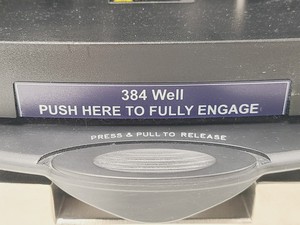 384 Well
PUSH HERE TO FULLY ENGAGE
PRESS & PULL TO RELEASE